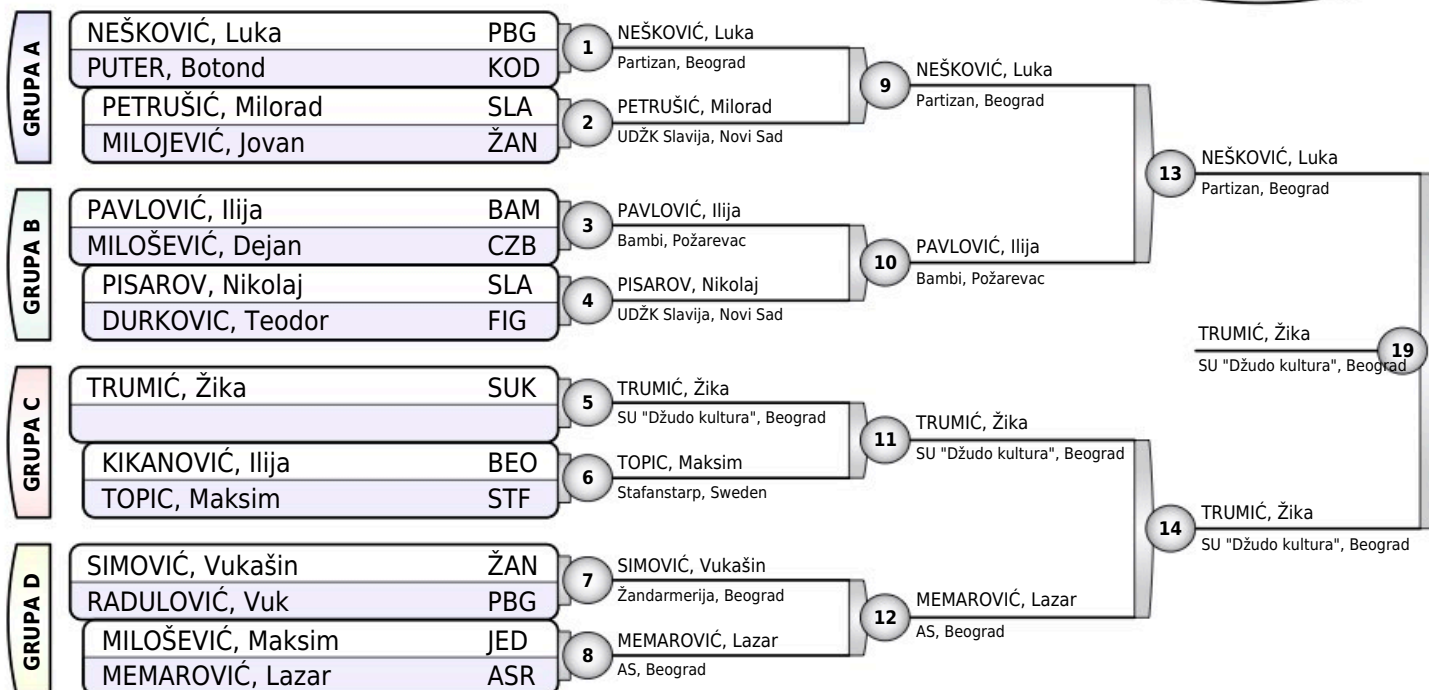 GRUPA A
NEŠKOVIĆ, Luka PBG
PUTER, Botond KOD
PETRUŠIĆ, Milorad SLA
MILOJEVIĆ, Jovan ŽAN
GRUPA B
PAVLOVIĆ, Ilija BAM
MILOŠEVIĆ, Dejan CZB
PISAROV, Nikolaj SLA
DURKOVIC, Teodor FIG
GRUPA C
TRUMIĆ, Žika SUK
KIKANOVIĆ, Ilija BEO
TOPIC, Maksim STF
GRUPA D
SIMOVIĆ, Vukašin ŽAN
RADULOVIĆ, Vuk PBG
MILOŠEVIĆ, Maksim JED
MEMAROVIĆ, Lazar ASR
1
NEŠKOVIĆ, Luka
Partizan, Beograd
2
PETRUŠIĆ, Milorad
UDŽK Slavija, Novi Sad
3
PAVLOVIĆ, Ilija
Bambi, Požarevac
4
PISAROV, Nikolaj
UDŽK Slavija, Novi Sad
5
TRUMIĆ, Žika
SU "Džudo kultura", Beograd
6
TOPIC, Maksim
Stafanstarp, Sweden
7
SIMOVIĆ, Vukašin
Žandarmerija, Beograd
8
MEMAROVIĆ, Lazar
AS, Beograd
9
NEŠKOVIĆ, Luka
Partizan, Beograd
10
PAVLOVIĆ, Ilija
Bambi, Požarevac
11
TRUMIĆ, Žika
SU "Džudo kultura", Beograd
12
MEMAROVIĆ, Lazar
AS, Beograd
13
NEŠKOVIĆ, Luka
Partizan, Beograd
14
TRUMIĆ, Žika
SU "Džudo kultura", Beograd
TRUMIĆ, Žika
SU "Džudo kultura", Beograd
19